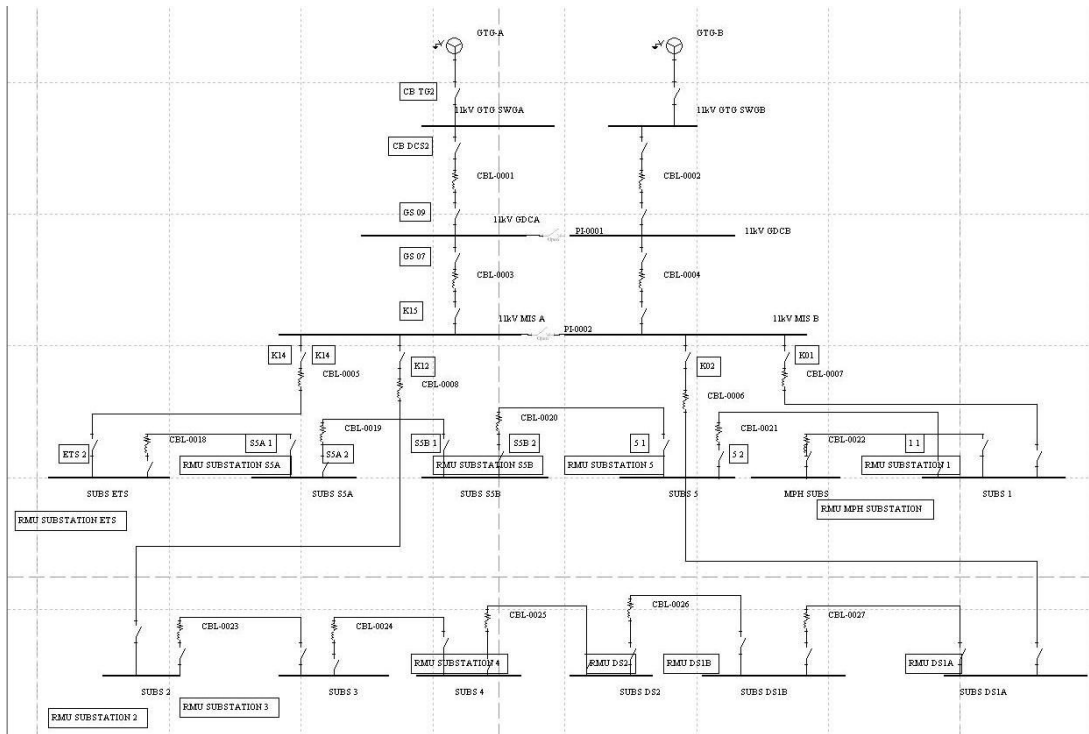 GTG-A
GTG-B
CB TG2
11kV GTG SWGA
11kV GTG SWGB
CB DCS2
CBL-0001
CBL-0002
GS 09
11kV GDCA
PI-0001
11kV GDCB
Open
GS 07
CBL-0003
CBL-0004
K15
11kV MIS A
PI-0002
11kV MIS B
Open
K14
K14
K12
K02
K01
CBL-0005
CBL-0008
CBL-0006
CBL-0007
CBL-0018
CBL-0019
CBL-0020
CBL-0021
CBL-0022
ETS 2
S5A 1
S5A 2
S5B 1
S5B 2
5 1
5 2
1 1
RMU SUBSTATION S5A
RMU SUBSTATION S5B
RMU SUBSTATION 5
RMU SUBSTATION 1
SUBS ETS
SUBS S5A
SUBS S5B
SUBS 5
MPH SUBS
SUBS 1
RMU SUBSTATION ETS
RMU MPH SUBSTATION
CBL-0023
CBL-0024
CBL-0025
CBL-0026
CBL-0027
RMU SUBSTATION 4
RMU DS2
RMU DS1B
RMU DS1A
SUBS 2
SUBS 3
SUBS 4
SUBS DS2
SUBS DS1B
SUBS DS1A
RMU SUBSTATION 2
RMU SUBSTATION 3